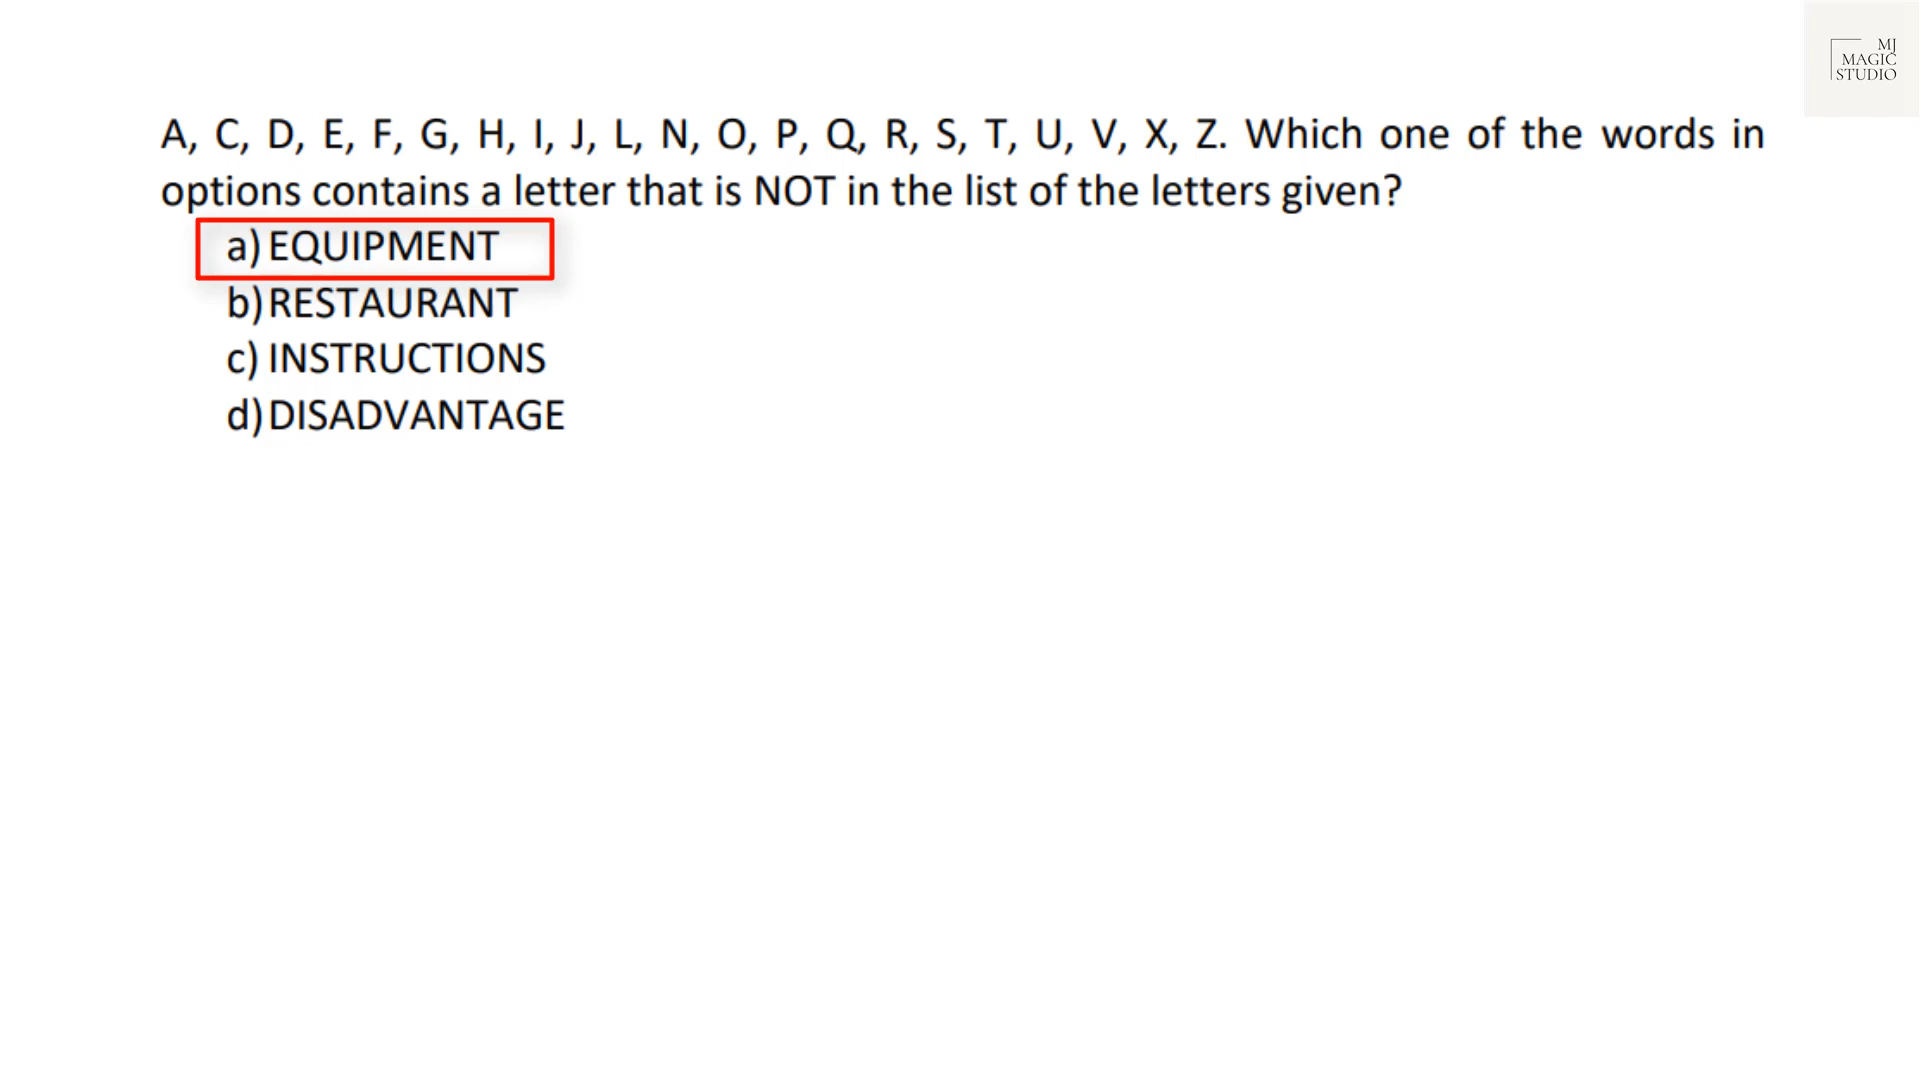 MJ
MAGIC
STUDIO
A, C, D, E, F, G, H, I, J, L, N, O, P, Q, R, S, T, U, V, X, Z. Which one of the words in
options contains a letter that is NOT in the list of the letters given?
a) EQUIPMENT
b) RESTAURANT
c) INSTRUCTIONS
d) DISADVANTAGE